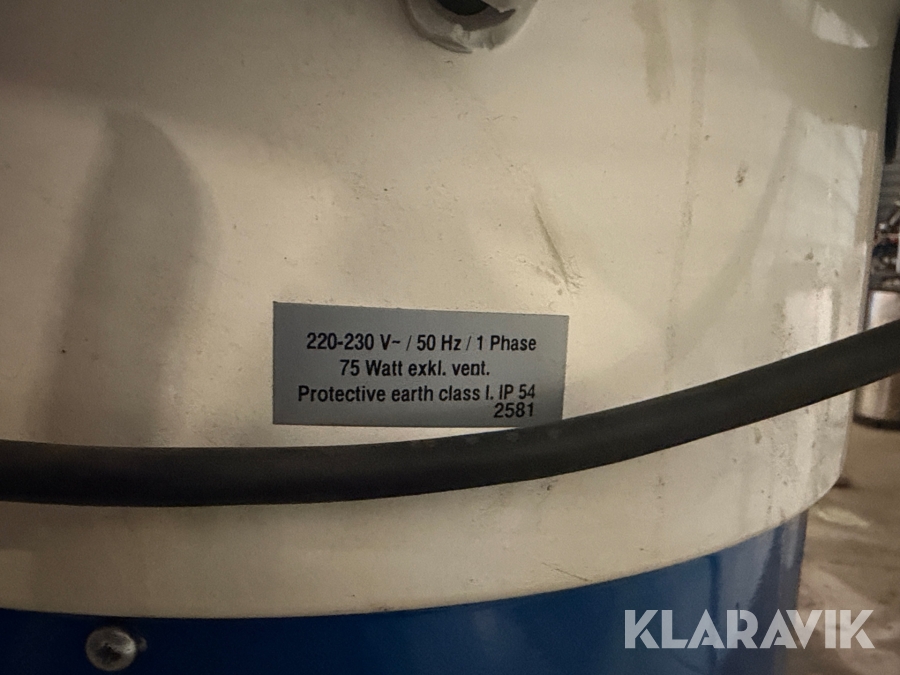 220-230 V~ / 50 Hz / 1 Phase
75 Watt exkl. vent.
Protective earth class I. IP 54
2581
KLARAVIK